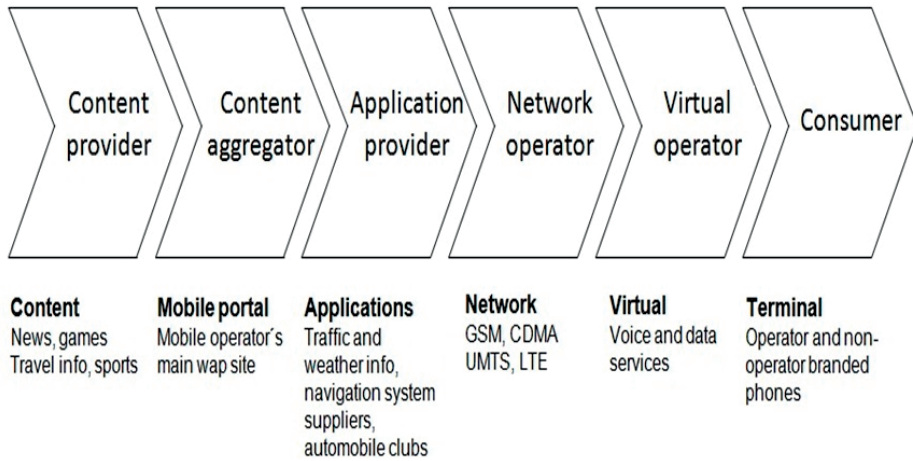 Content
provider
Content
aggregator
Application
provider
Network
operator
Virtual
operator
Consumer
Content
News, games
Travel info, sports
Mobile portal
Mobile operator´s
main wap site
Applications
Traffic and
weather info,
navigation system
suppliers,
automobile clubs
Network
GSM, CDMA
UMTS, LTE
Virtual
Voice and data
services
Terminal
Operator and non-
operator branded
phones